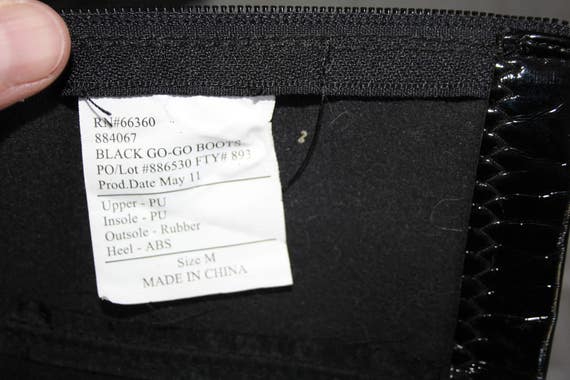 RN#66360
884067
BLACK GO-GO BOOTS
PO/Lot #886530 FTY# 893
Prod.Date May 11
Upper - PU
Insole - PU
Outsole - Rubber
Heel - ABS
Size M
MADE IN CHINA